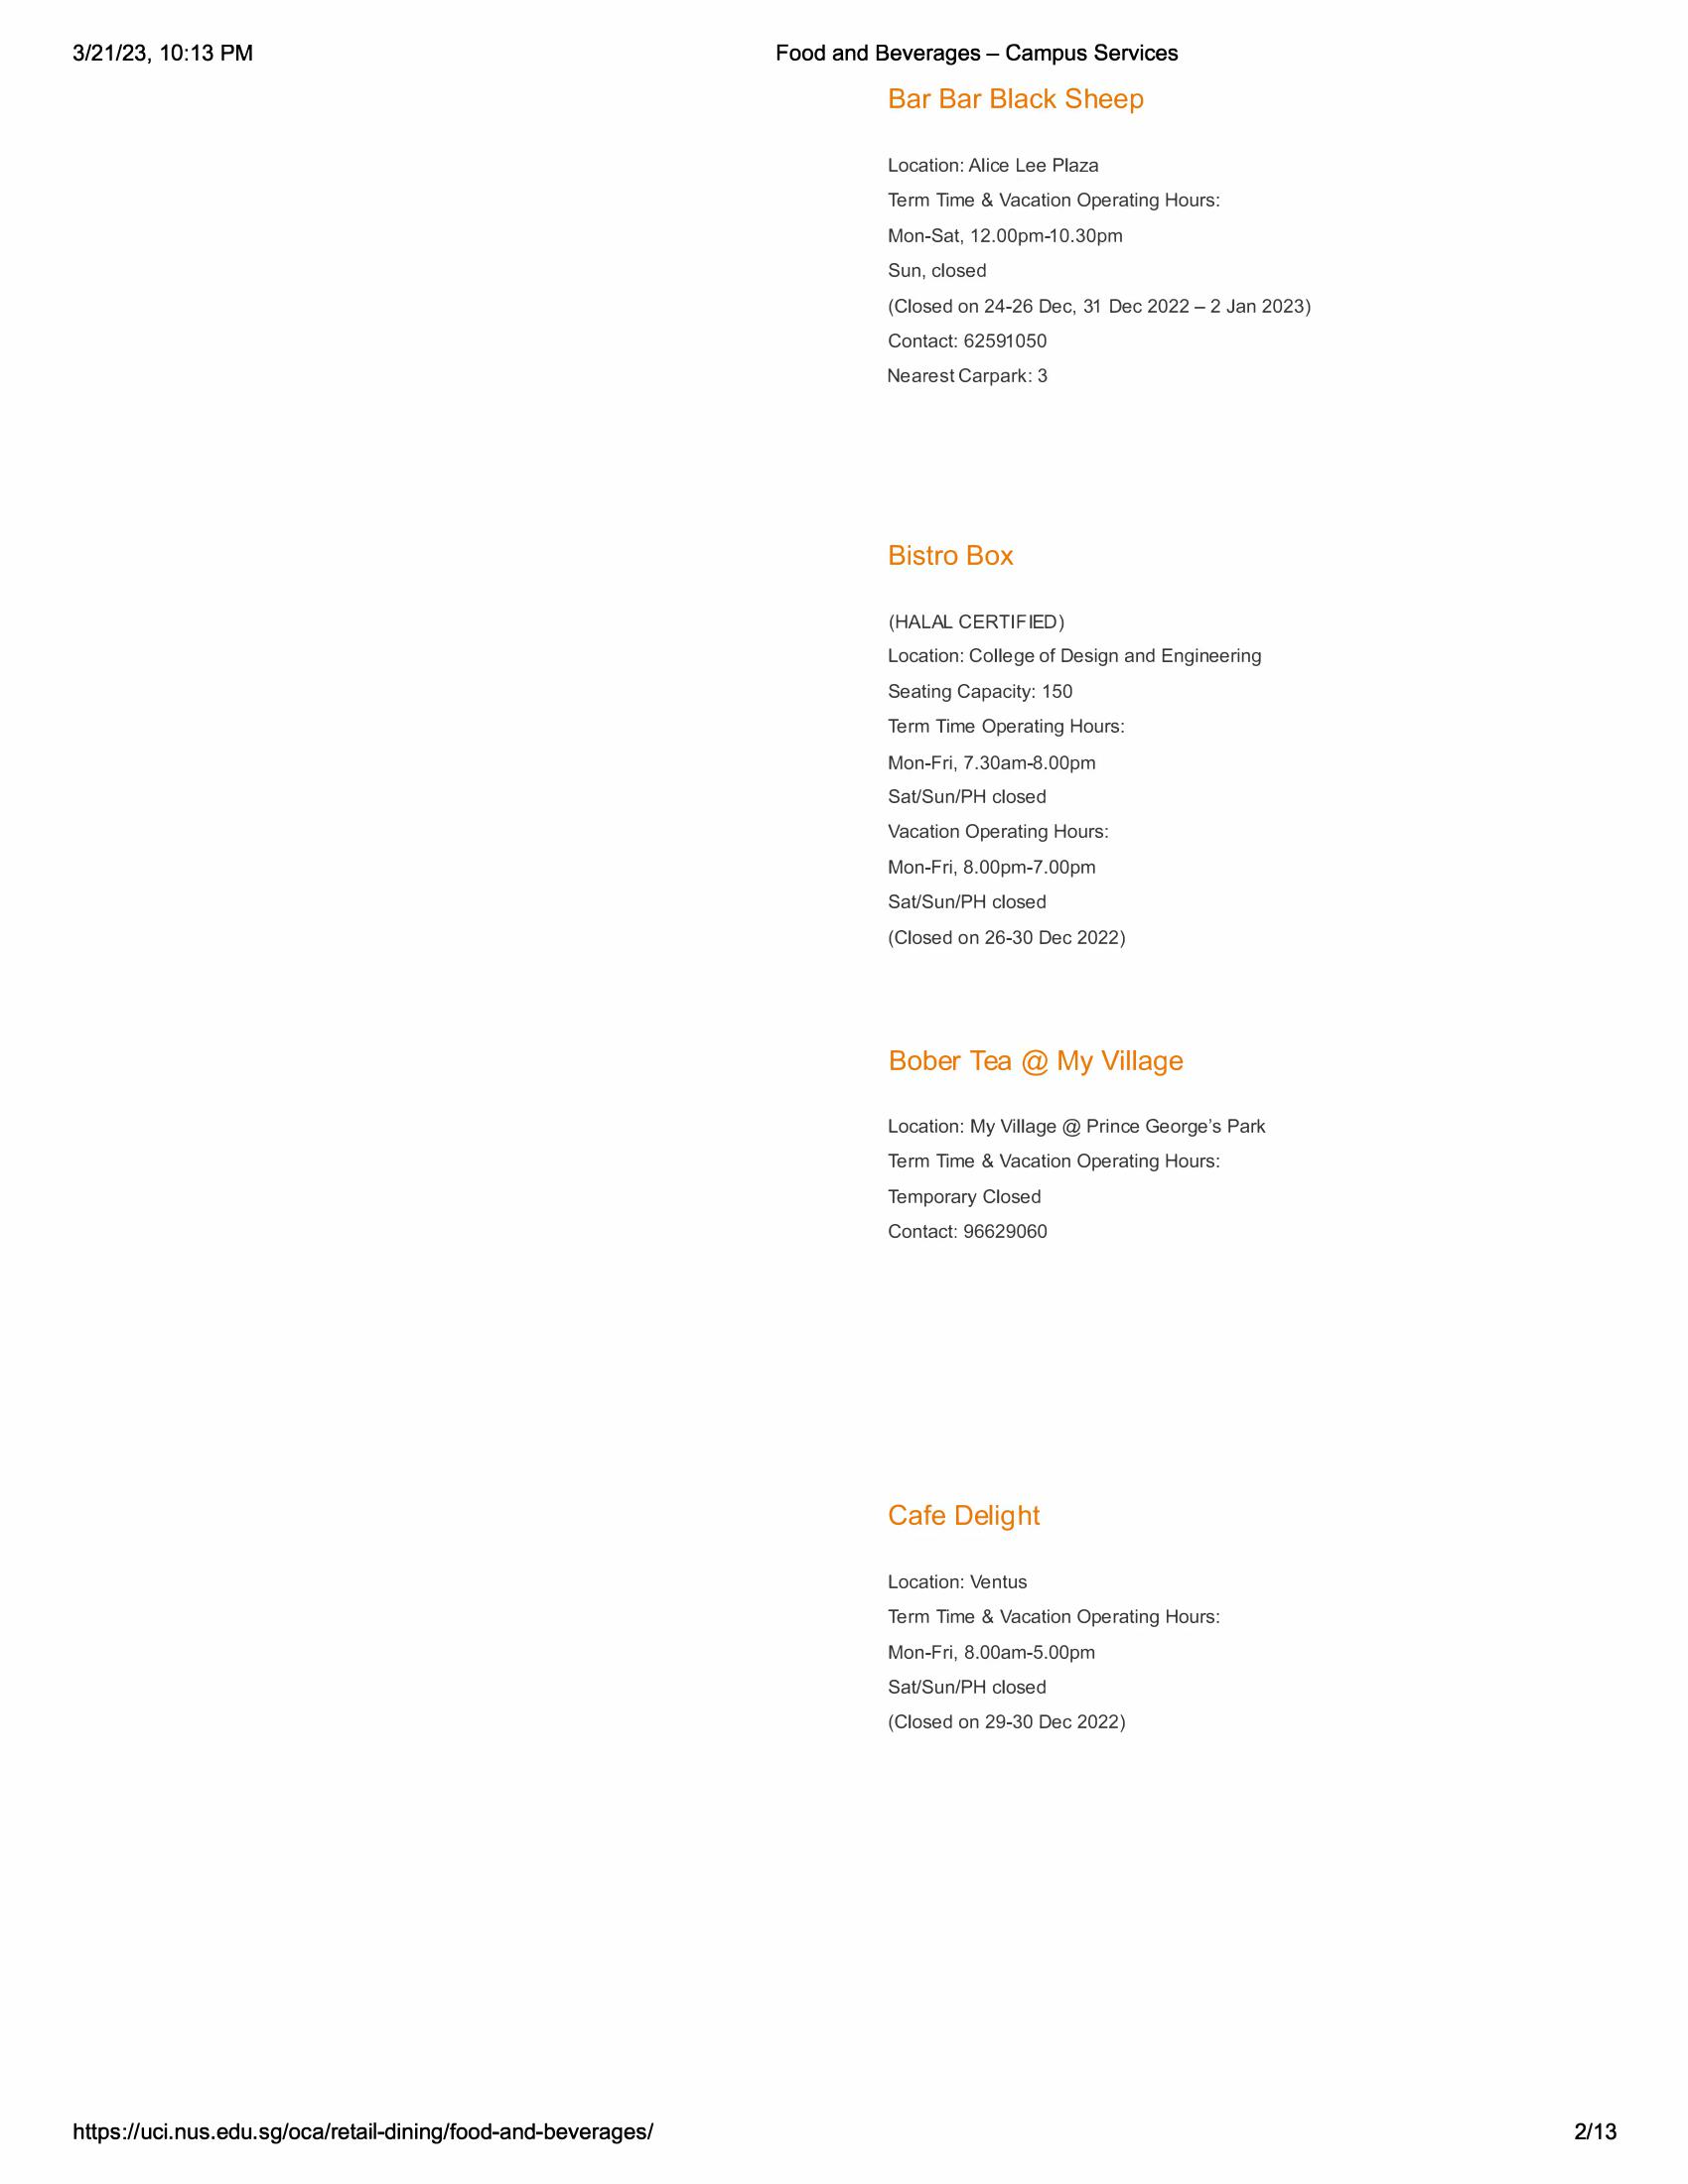 3/21/23, 10:13 PM
Food and Beverages – Campus Services
Bar Bar Black Sheep
Location: Alice Lee Plaza
Term Time & Vacation Operating Hours:
Mon-Sat, 12.00pm-10.30pm
Sun, closed
(Closed on 24-26 Dec, 31 Dec 2022 – 2 Jan 2023)
Contact: 62591050
Nearest Carpark: 3
Bistro Box
(HALAL CERTIFIED)
Location: College of Design and Engineering
Seating Capacity: 150
Term Time Operating Hours:
Mon-Fri, 7.30am-8.00pm
Sat/Sun/PH closed
Vacation Operating Hours:
Mon-Fri, 8.00pm-7.00pm
Sat/Sun/PH closed
(Closed on 26-30 Dec 2022)
Bober Tea @ My Village
Location: My Village @ Prince George’s Park
Term Time & Vacation Operating Hours:
Temporary Closed
Contact: 96629060
Cafe Delight
Location: Ventus
Term Time & Vacation Operating Hours:
Mon-Fri, 8.00am-5.00pm
Sat/Sun/PH closed
(Closed on 29-30 Dec 2022)
https://uci.nus.edu.sg/oca/retail-dining/food-and-beverages/
2/13